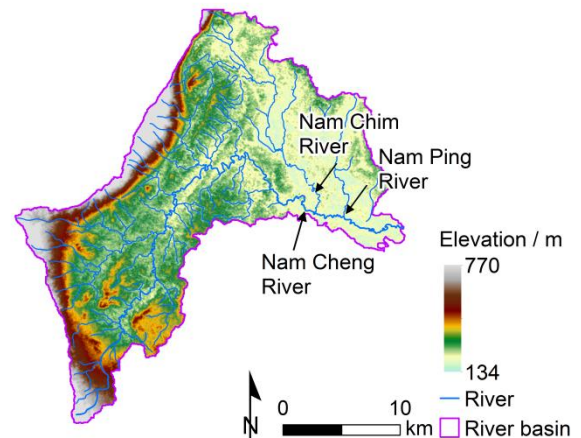 Nam Chim
River
Nam Ping
River
Nam Cheng
River
Elevation / m
770
134
River
River basin
N
0 10
km